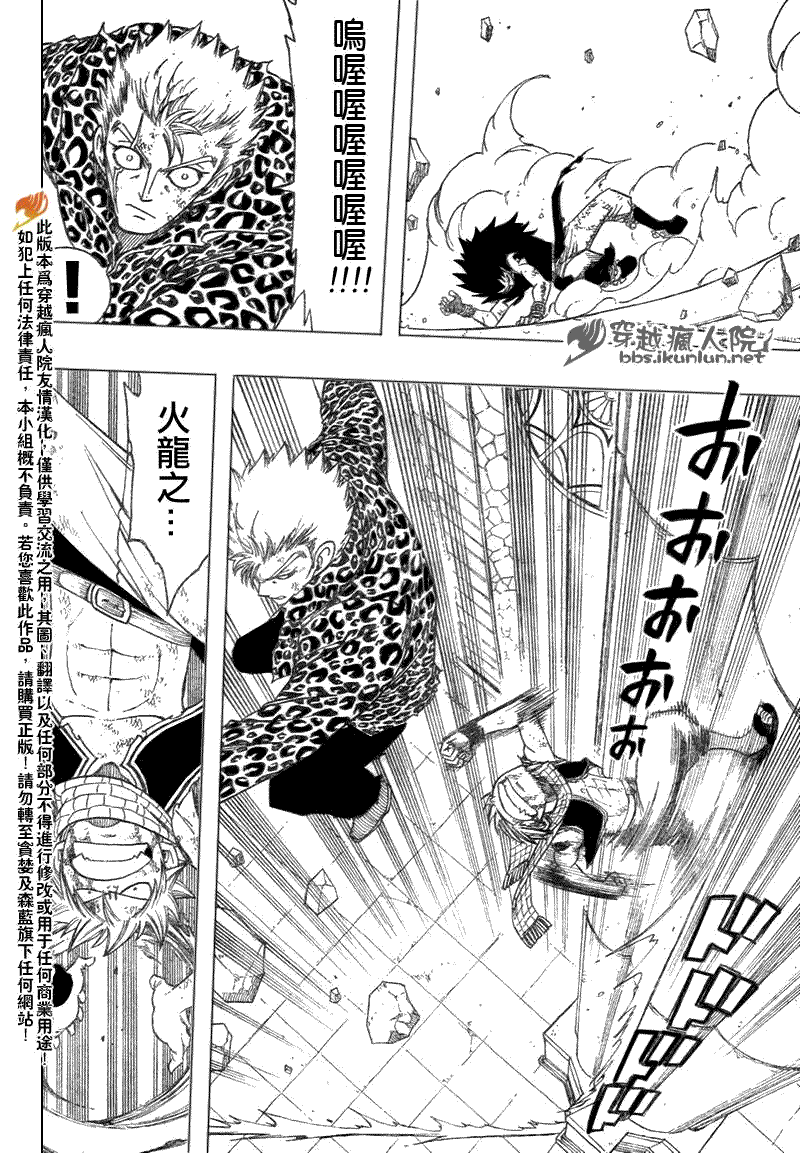 穿越瘋人院
bbs.ikunlun.net
嗚喔喔喔喔喔喔!!!!
!
おおおおお
ドドドド
火龍之…
此版本爲穿越瘋人院友情漢化!僅供學習交流之用!其圖、翻譯以及任何部分不得進行修改或用于任何商業用途!
如犯上任何法律責任,本小組概不負責。若您喜歡此作品,請購買正版!請勿轉至貪婪及森藍旗下任何網站!